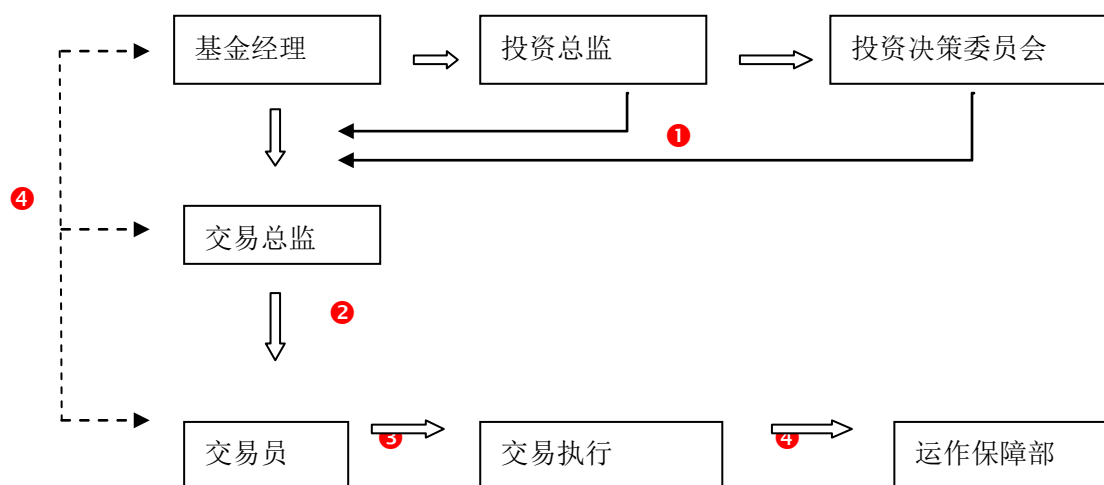 基金经理
投资总监
投资决策委员会
❶
❹
交易总监
❷
交易员
❸
交易执行
❹
运作保障部